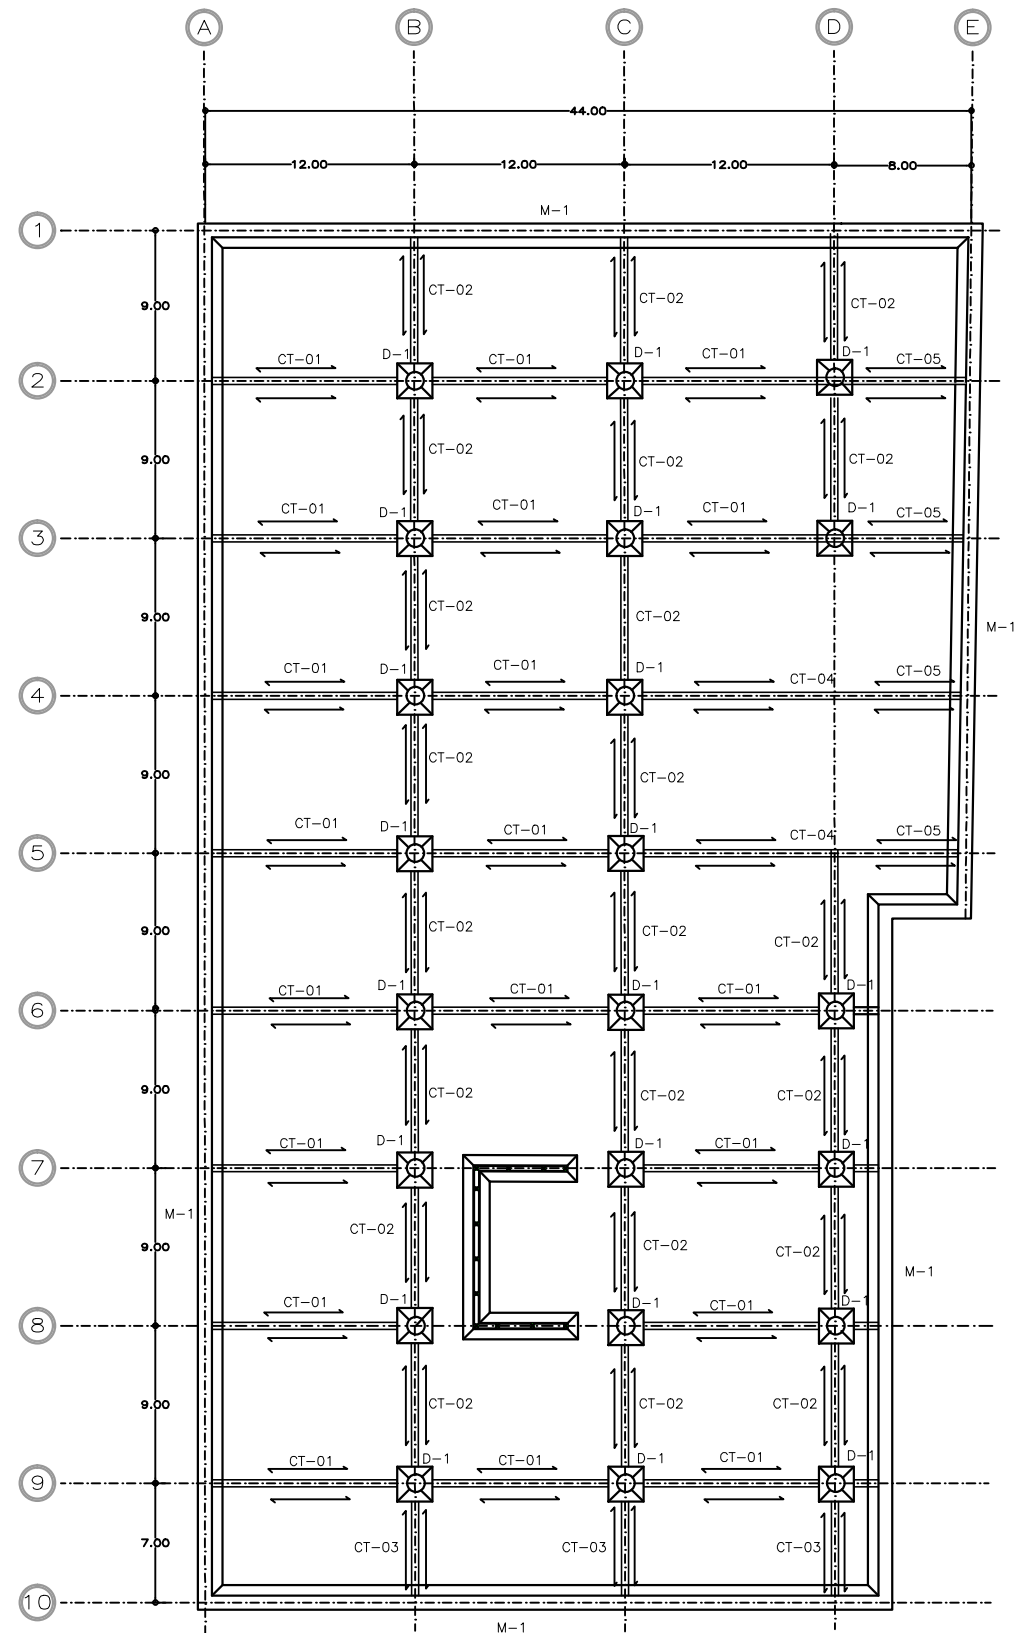 A B C D E
44.00
12.00 12.00 12.00 8.00
M-1
1
9.00
CT-02 CT-02 CT-02
D-1 D-1 D-1
CT-01 CT-01 CT-01 CT-05
2
9.00
CT-02 CT-02 CT-02
D-1 D-1 D-1
CT-01 CT-01 CT-01 CT-05
3
9.00
CT-02 CT-02
M-1
D-1 D-1
CT-01 CT-01 CT-04 CT-05
4
9.00
CT-02 CT-02
D-1 D-1
CT-01 CT-01 CT-04 CT-05
5
9.00
CT-02 CT-02 CT-02
D-1 D-1 D-1
CT-01 CT-01 CT-01
6
9.00
CT-02 CT-02 CT-02
D-1 D-1 D-1
CT-01 CT-01
7
M-1
9.00
CT-02 CT-02 CT-02
M-1
D-1 D-1 D-1
CT-01 CT-01
8
9.00
CT-02 CT-02 CT-02
D-1 D-1 D-1
CT-01 CT-01 CT-01
9
7.00
CT-03 CT-03 CT-03
10
M-1